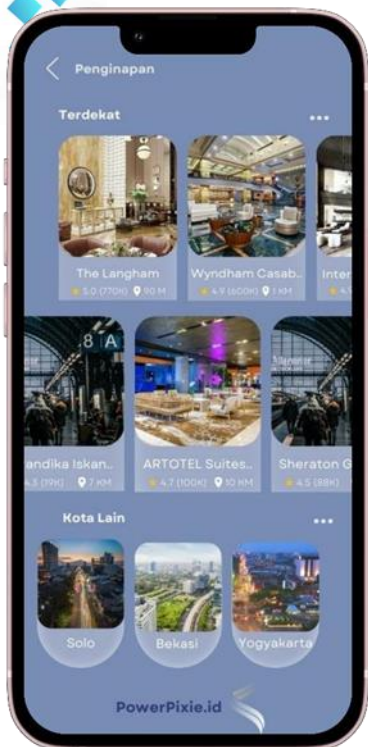 Penginapan
Terdekat
The Langham
Wyndham Casab..
Inter
5.0 (770K) 90 M
4.9 (600K) 1 KM
4.9
8 A
andika Iskan..
ARTOTEL Suites..
Sheraton G
4.3 (19K) 7 KM
4.7 (100K) 10 KM
4.5 (88K)
Kota Lain
Solo
Bekasi
Yogyakarta
PowerPixie.id